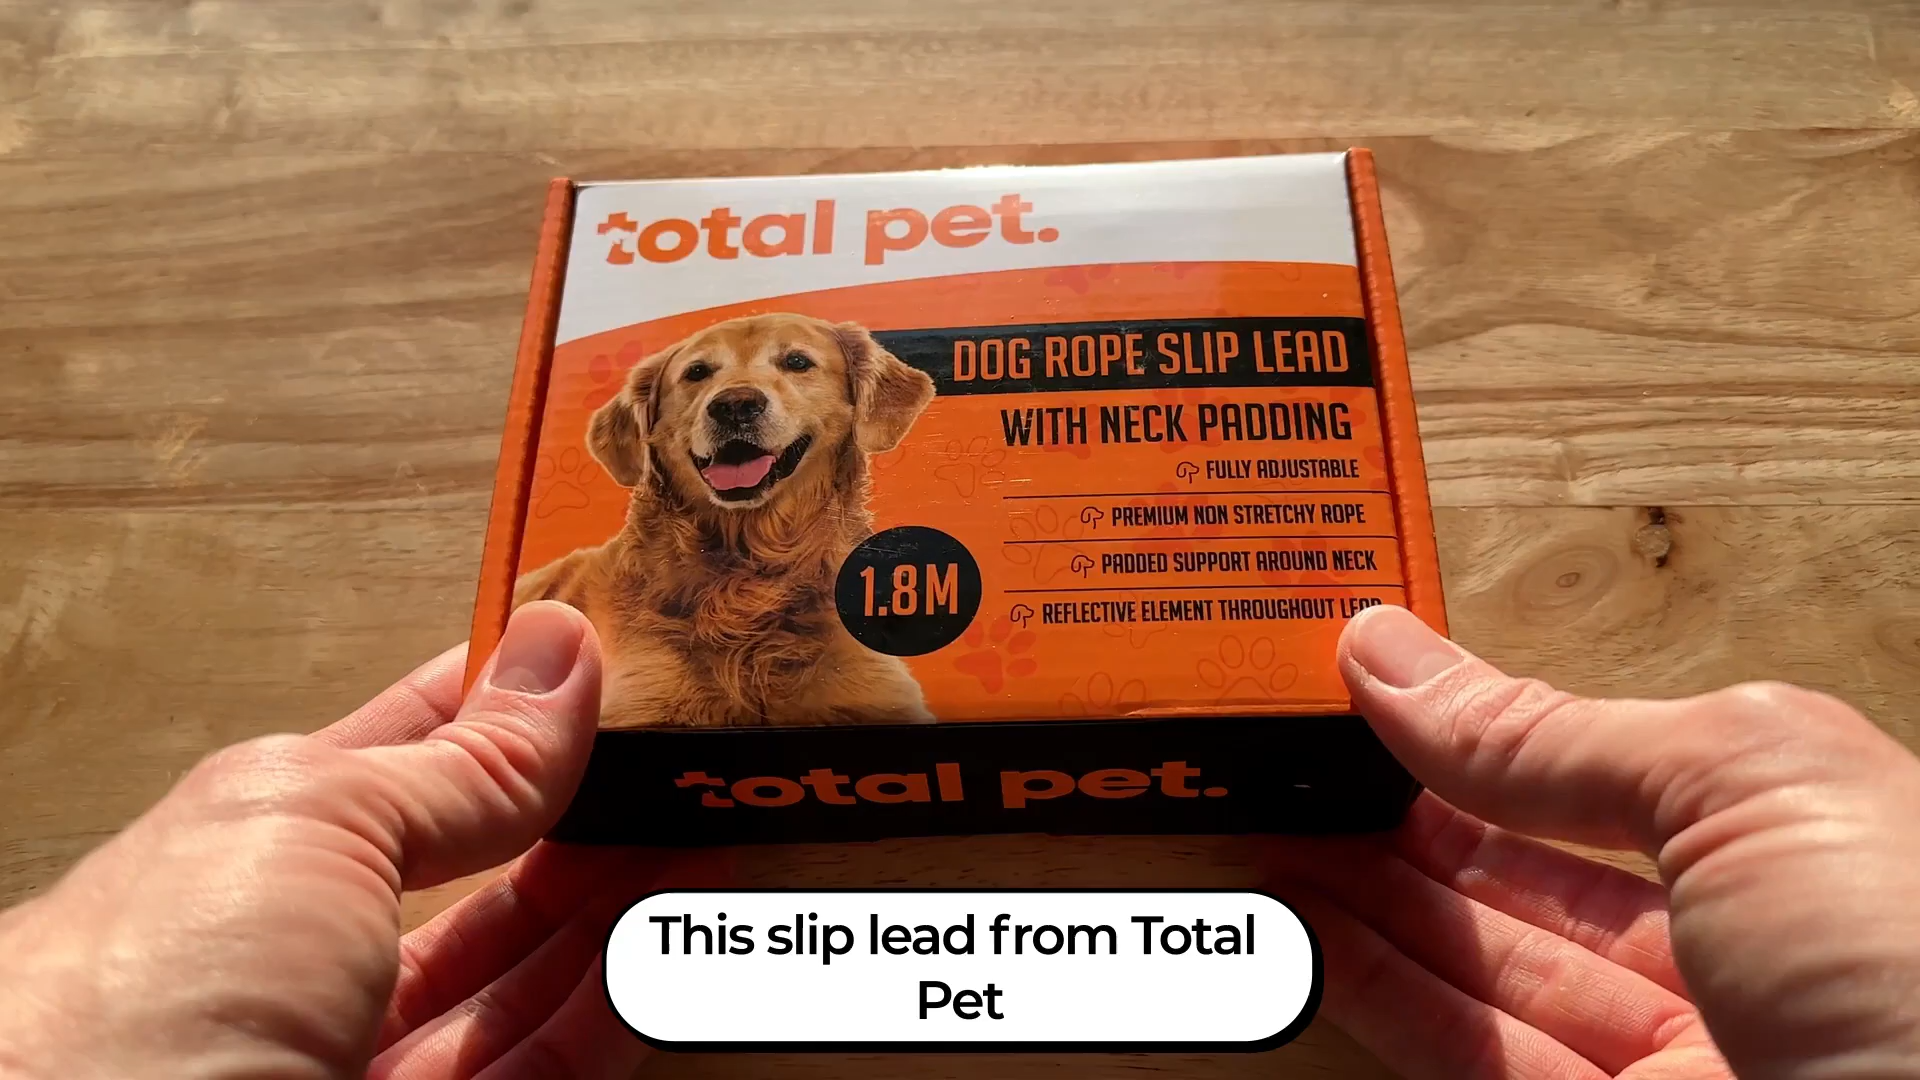 total pet.
DOG ROPE SLIP LEAD
WITH NECK PADDING
FULLY ADJUSTABLE
PREMIUM NON STRETCHY ROPE
PADDED SUPPORT AROUND NECK
1.8M
REFLECTIVE ELEMENT THROUGHOUT LEAD
total pet.
This slip lead from Total
Pet